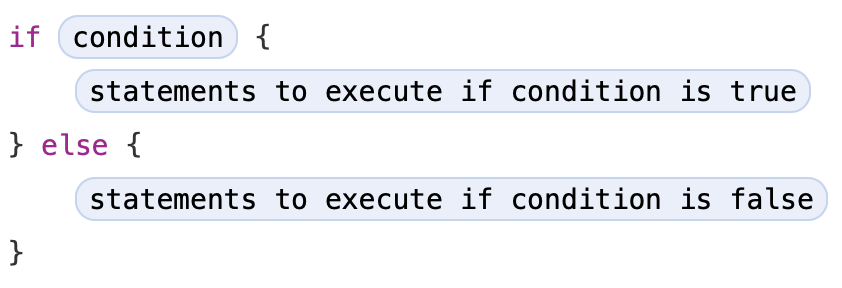 if condition {
statements to execute if condition is true
} else {
statements to execute if condition is false
}